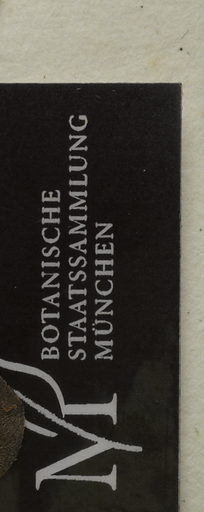 BOTANISCHE
STAATSSAMMLUNG
MÜNCHEN
M